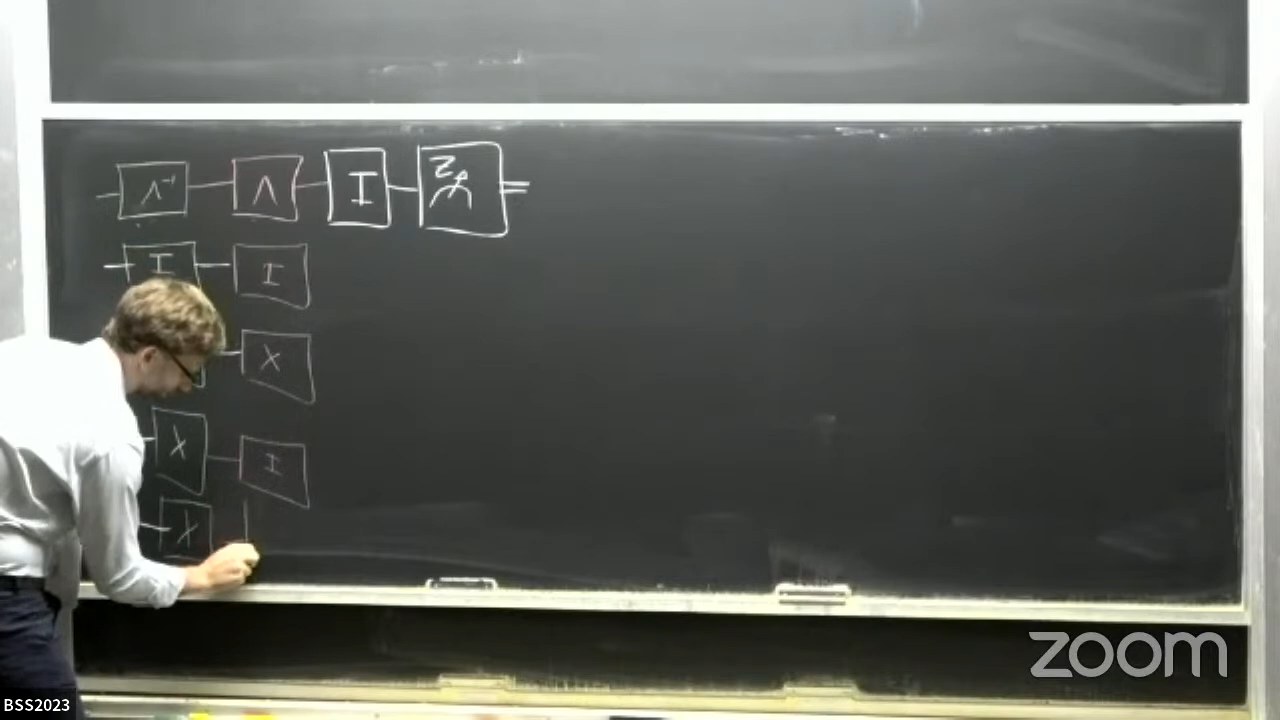 Λ⁻¹ Λ I Z
I I
X
X I
X
zoom
BSS2023